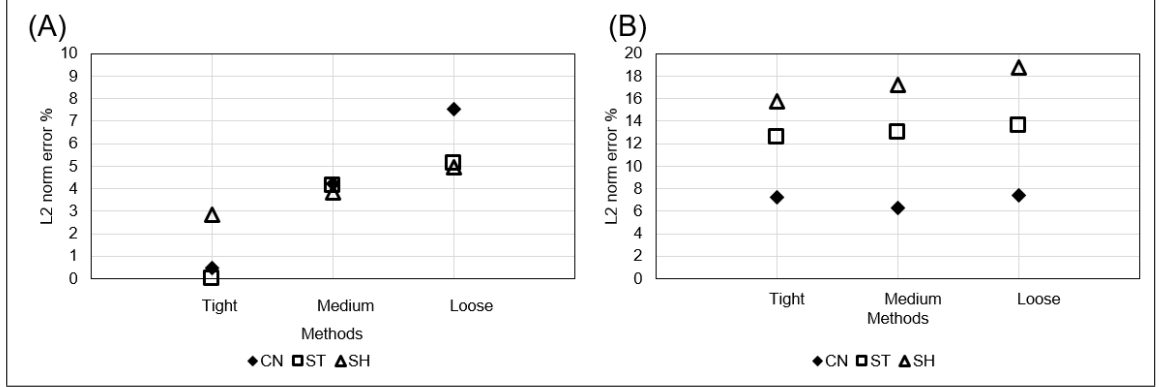 (A)
10
9
8
7
6
5
4
3
2
1
0
L2 norm error %
Tight Medium Loose
Methods
CN ST SH
(B)
20
18
16
14
12
10
8
6
4
2
0
L2 norm error %
Tight Medium Loose
Methods
CN ST SH